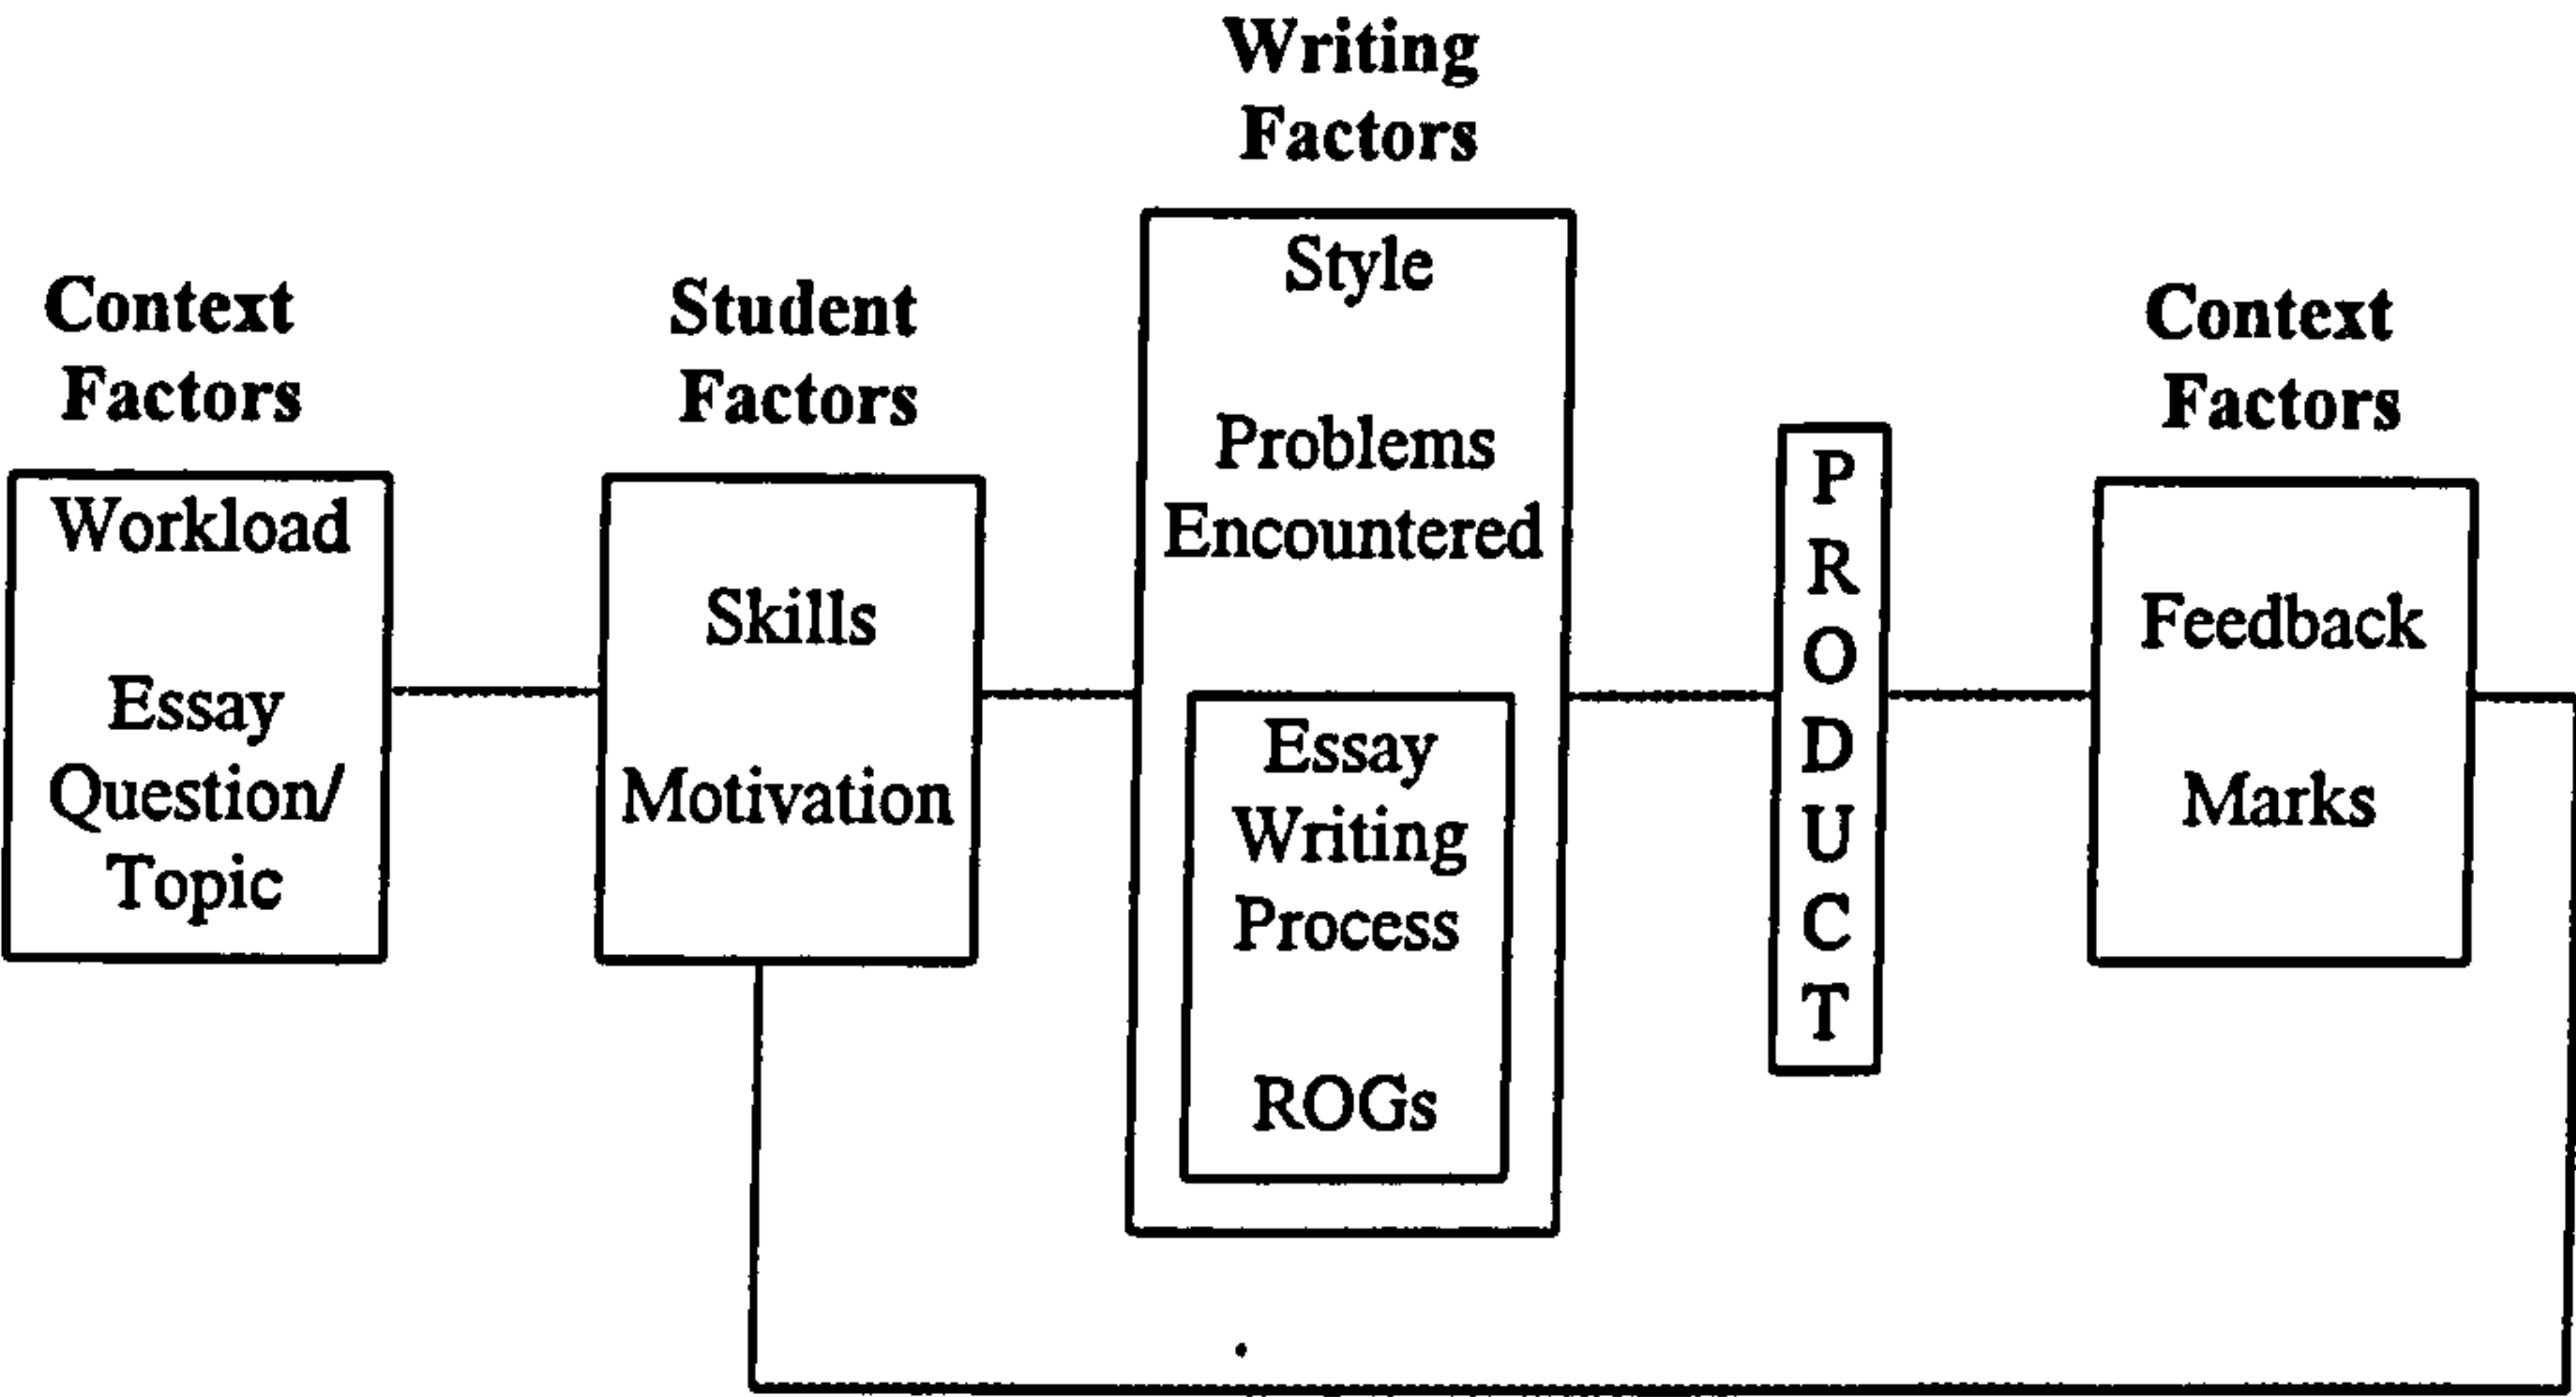 Context
Factors
Workload
Essay
Question/
Topic
Student
Factors
Skills
Motivation
Writing
Factors
Style
Problems
Encountered
Essay
Writing
Process
ROGs
P
R
O
D
U
C
T
Context
Factors
Feedback
Marks